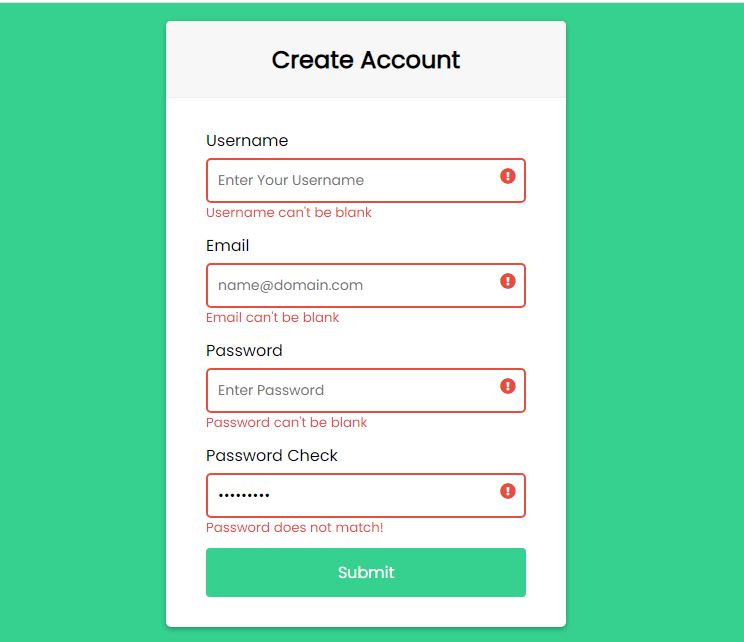 Create Account
Username
Enter Your Username
Username can't be blank
Email
name@domain.com
Email can't be blank
Password
Enter Password
Password can't be blank
Password Check
•••••••••
Password does not match!
Submit